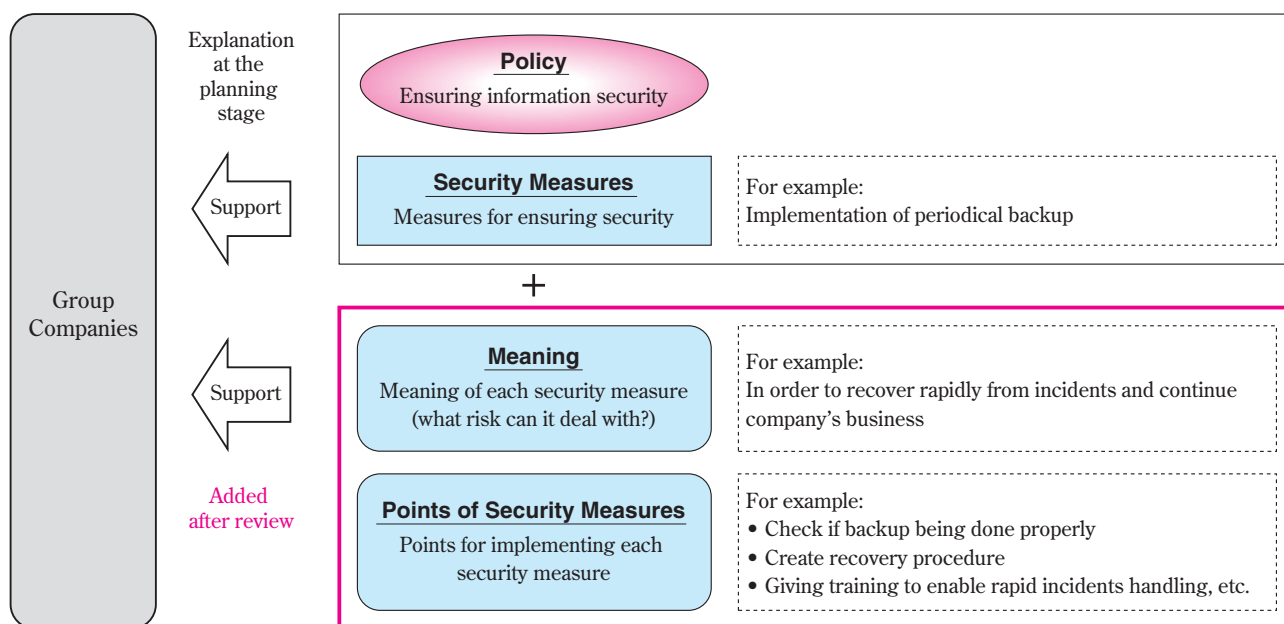 Group
Companies
Explanation
at the
planning
stage
Support
Policy
Ensuring information security
Security Measures
Measures for ensuring security
For example:
Implementation of periodical backup
+
Support
Added
after review
Meaning
Meaning of each security measure
(what risk can it deal with?)
For example:
In order to recover rapidly from incidents and continue
company’s business
Points of Security Measures
Points for implementing each
security measure
For example:
• Check if backup being done properly
• Create recovery procedure
• Giving training to enable rapid incidents handling, etc.